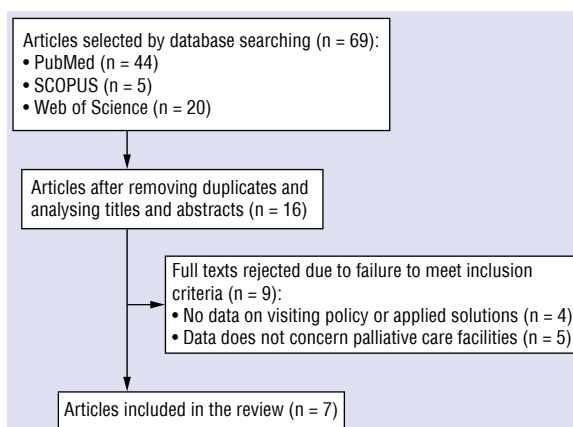 Articles selected by database searching (n = 69):
• PubMed (n = 44)
• SCOPUS (n = 5)
• Web of Science (n = 20)
Articles after removing duplicates and
analysing titles and abstracts (n = 16)
Full texts rejected due to failure to meet inclusion
criteria (n = 9):
• No data on visiting policy or applied solutions (n = 4)
• Data does not concern palliative care facilities (n = 5)
Articles included in the review (n = 7)